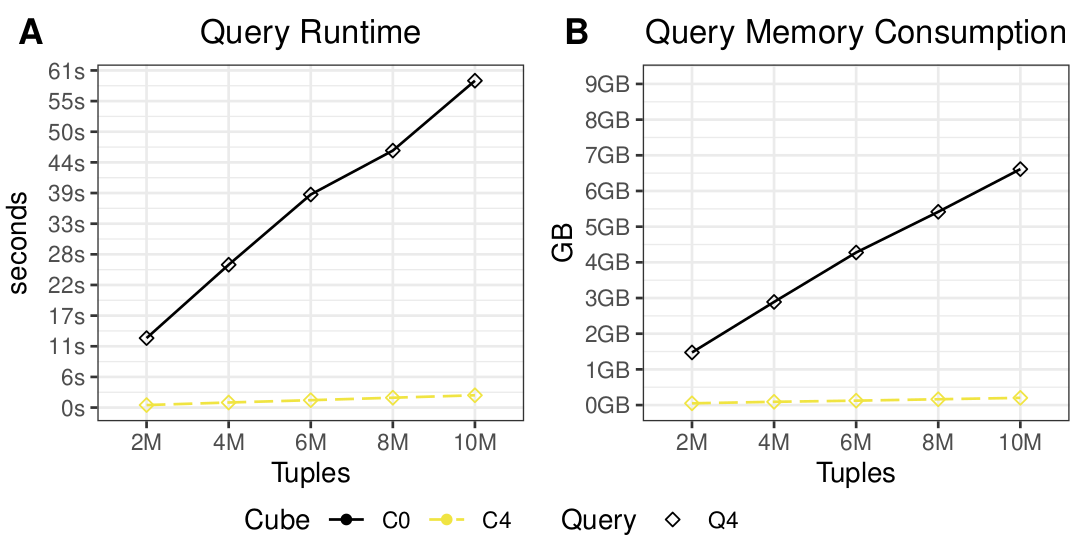 A Query Runtime
61s
55s
50s
44s
39s
33s
28s
22s
17s
11s
6s
0s
seconds
2M 4M 6M 8M 10M
Tuples
B Query Memory Consumption
9GB
8GB
7GB
6GB
5GB
4GB
3GB
2GB
1GB
0GB
GB
2M 4M 6M 8M 10M
Tuples
Cube C0 C4 Query Q4